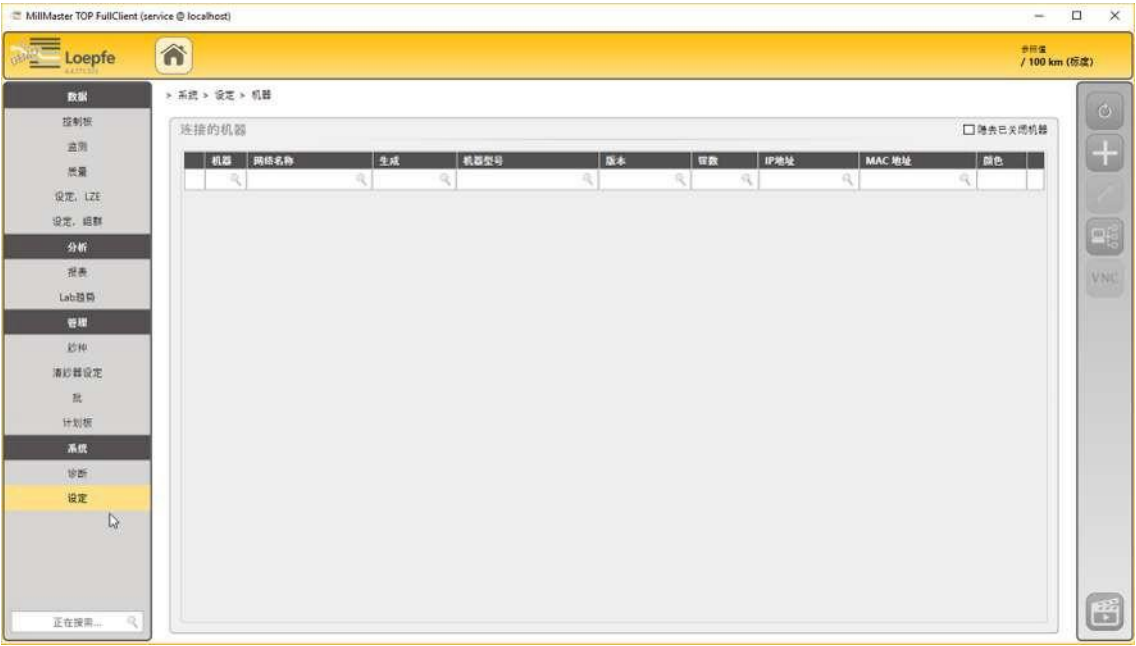 MillMaster TOP FullClient (service @ localhost)
Loepfe
参照值
/ 100 km (标度)
数据
控制板
监测
质量
设定, LZE
设定, 组群
分析
报表
Lab趋势
管理
纱种
清纱器设定
批
计划板
系统
诊断
设定
正在搜索...
> 系统 > 设定 > 机器
连接的机器
隐去已关闭机器
机器 网络名称 生成 机器型号 版本 锭数 IP地址 MAC 地址 颜色
VNC